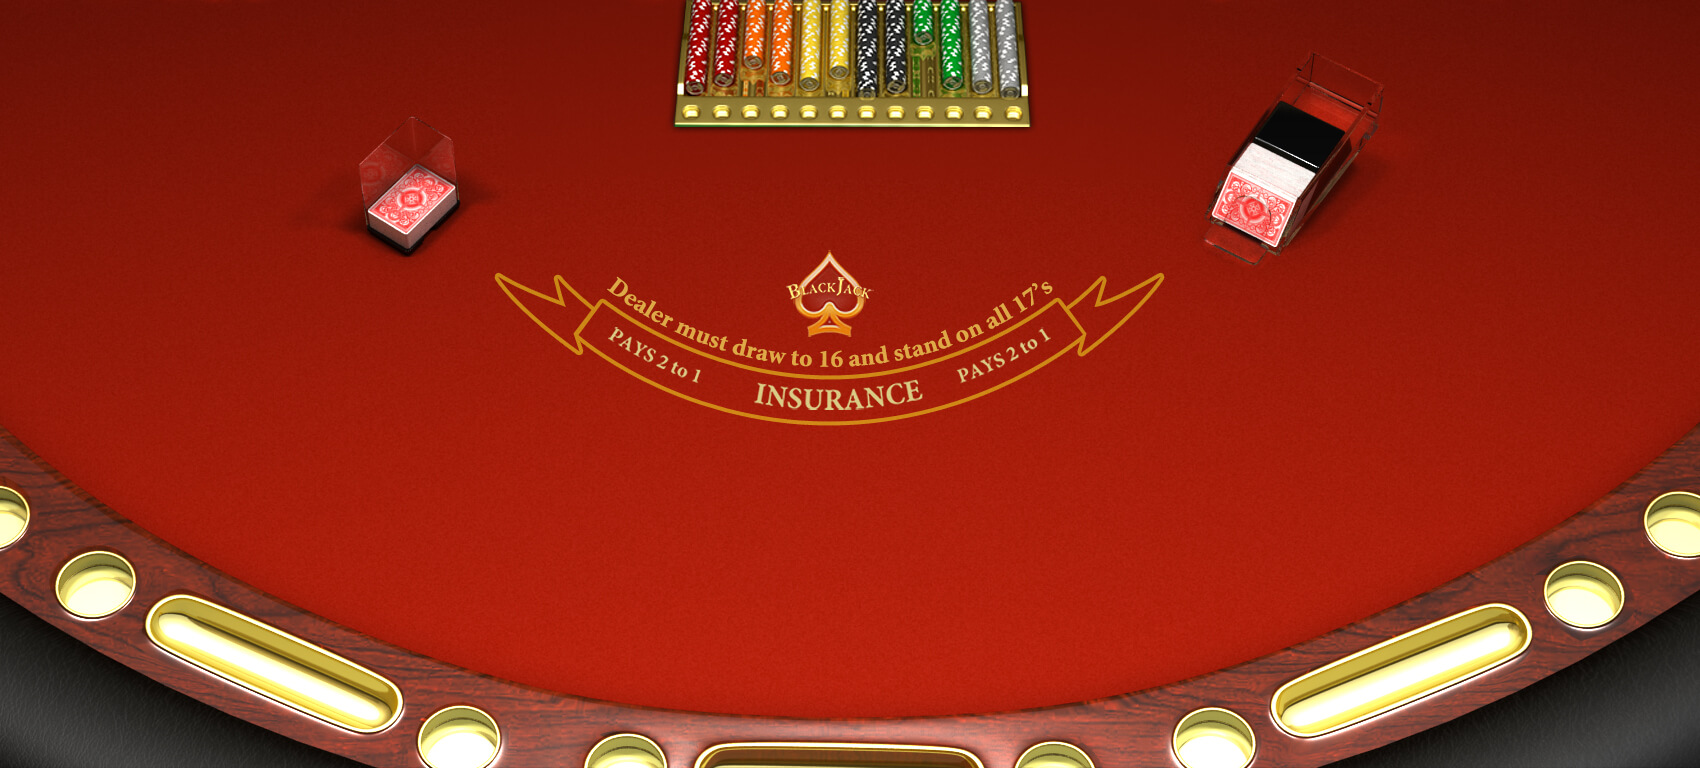 BLACKJACK
Dealer must draw to 16 and stand on all 17's
PAYS 2 to 1
INSURANCE
PAYS 2 to 1